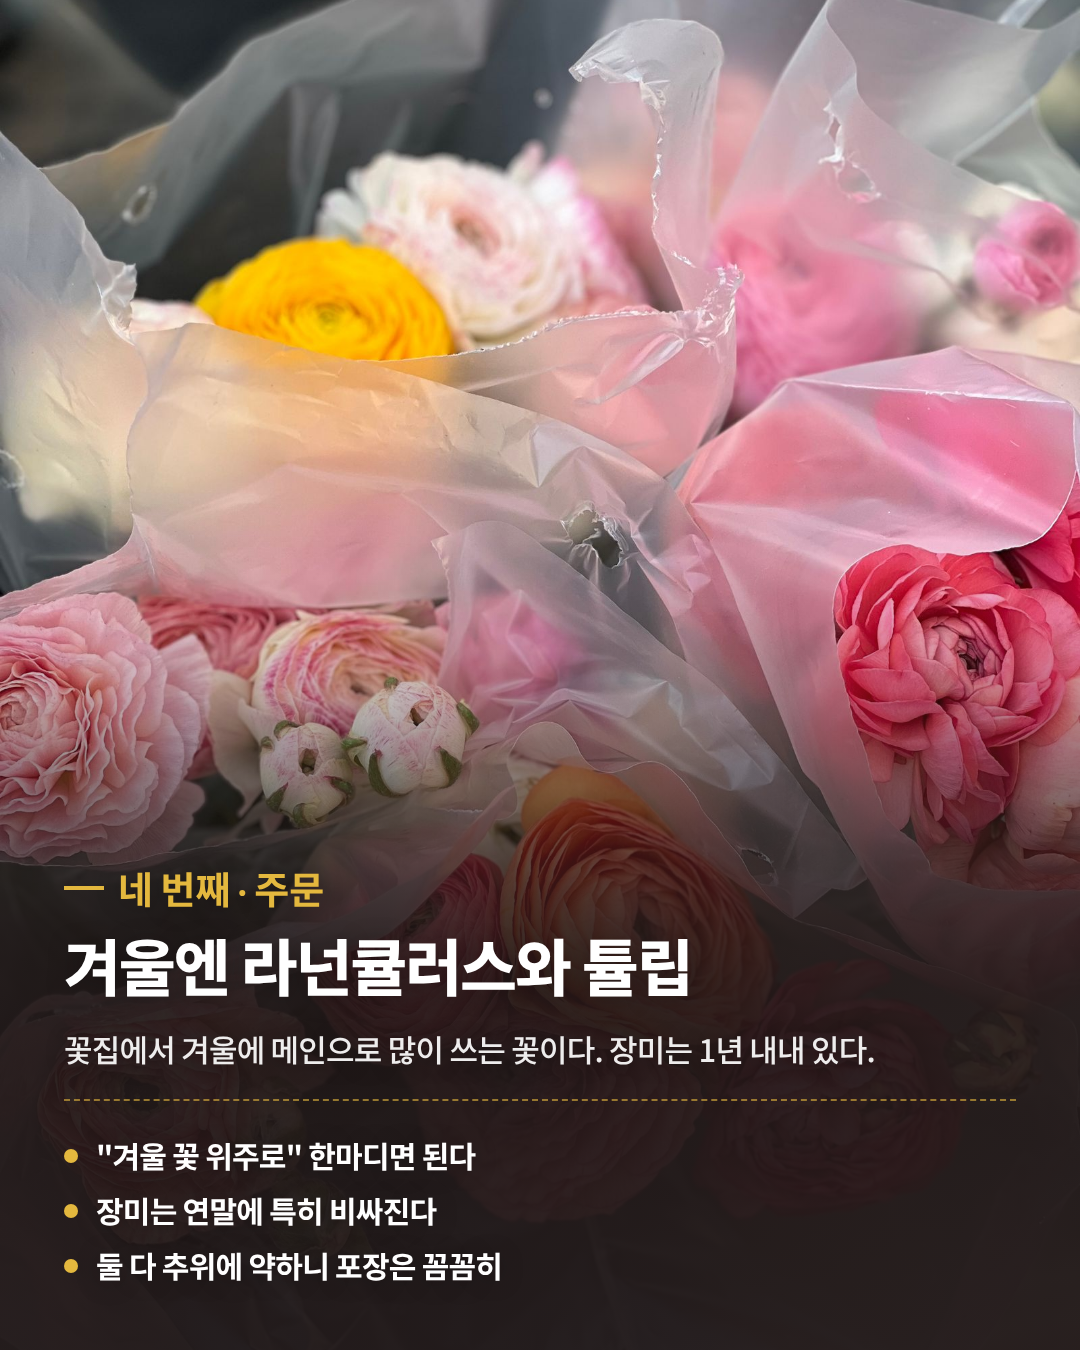 네 번째 · 주문
겨울엔 라넌큘러스와 튤립
꽃집에서 겨울에 메인으로 많이 쓰는 꽃이다. 장미는 1년 내내 있다.
"겨울 꽃 위주로" 한마디면 된다
장미는 연말에 특히 비싸진다
둘 다 추위에 약하니 포장은 꼼꼼히